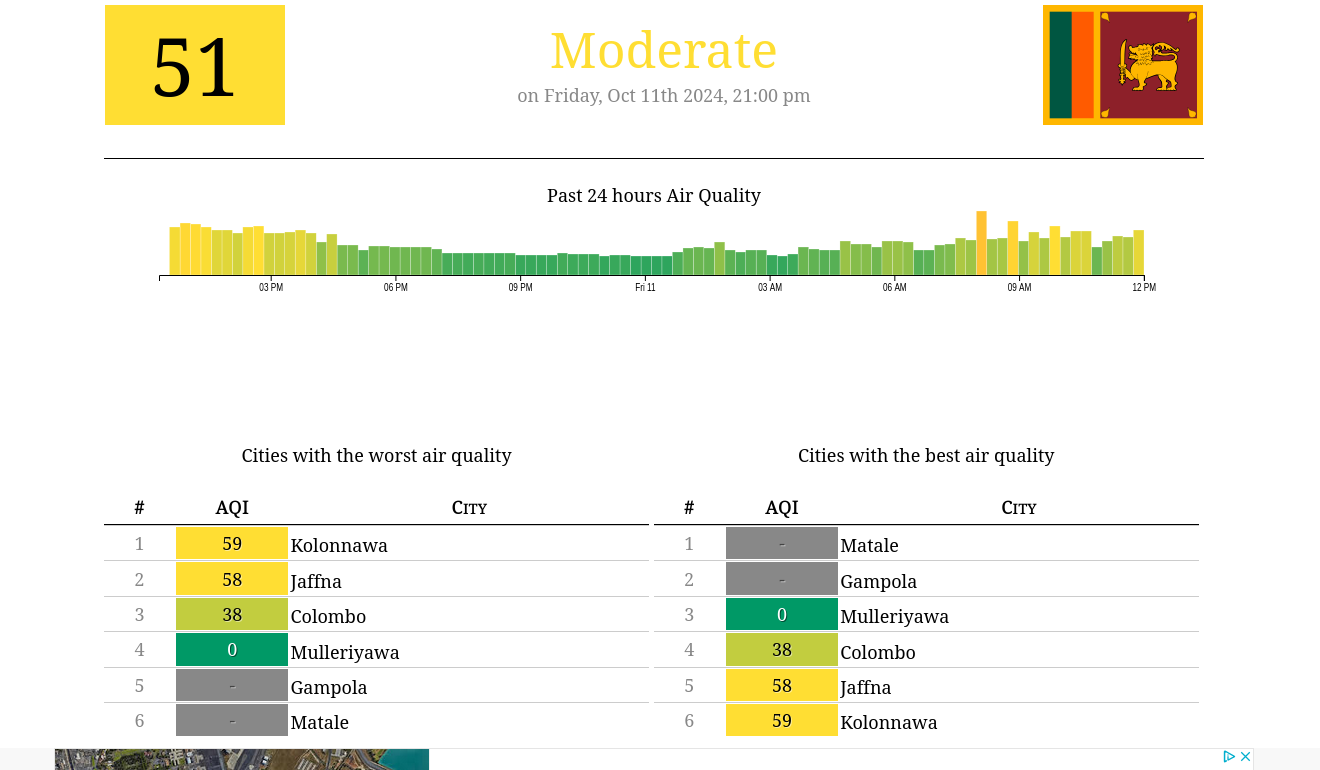 51
Moderate
on Friday, Oct 11th 2024, 21:00 pm
Past 24 hours Air Quality
03 PM 06 PM 09 PM Fri 11 03 AM 06 AM 09 AM 12 PM
Cities with the worst air quality
# AQI City
1 59 Kolonnawa
2 58 Jaffna
3 38 Colombo
4 0 Mulleriyawa
5 - Gampola
6 - Matale
Cities with the best air quality
# AQI City
1 - Matale
2 - Gampola
3 0 Mulleriyawa
4 38 Colombo
5 58 Jaffna
6 59 Kolonnawa